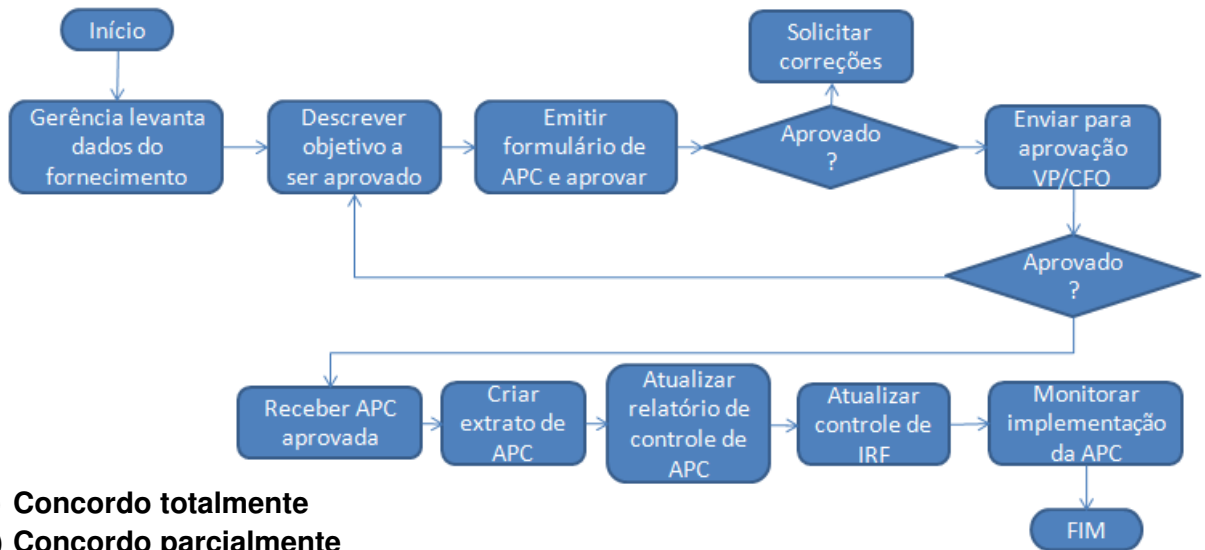 Início
Solicitar
correções
Gerência levanta
dados do
fornecimento
Descrever
objetivo a
ser aprovado
Emitir
formulário de
APC e aprovar
Aprovado
?
Enviar para
aprovação
VP/CFO
Aprovado
?
Receber APC
aprovada
Criar
extrato de
APC
Atualizar
relatório de
controle de
APC
Atualizar
controle de
IRF
Monitorar
implementação
da APC
FIM
Concordo totalmente
) Concordo parcialmente